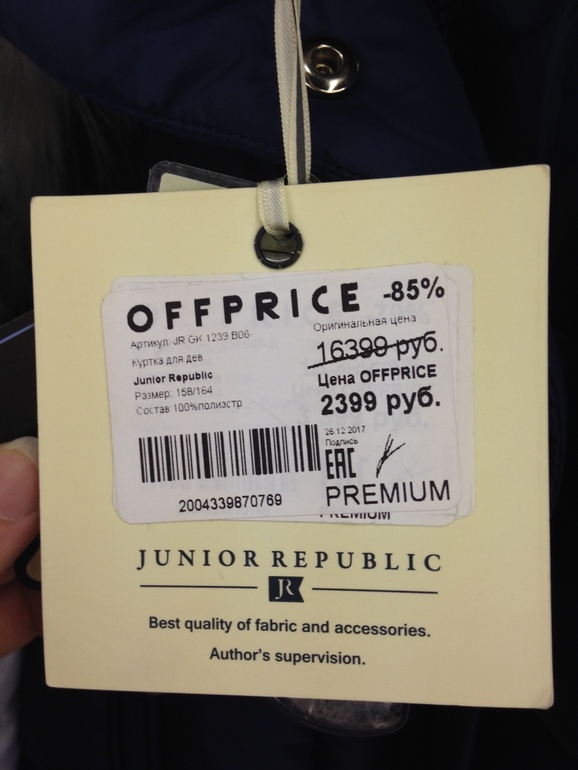 OFFPRICE -85%
Артикул: JR GK 1239 B06-
Куртка для дев
Junior Republic
Размер: 158/164
Состав 100%полиэстр
Оригинальная цена
16399 руб.
Цена OFFPRICE
2399 руб.
26.12.2017
Подпись
EAC
2004339870769
PREMIUM
PREMIUM
JUNIOR REPUBLIC
JR
Best quality of fabric and accessories.
Author's supervision.